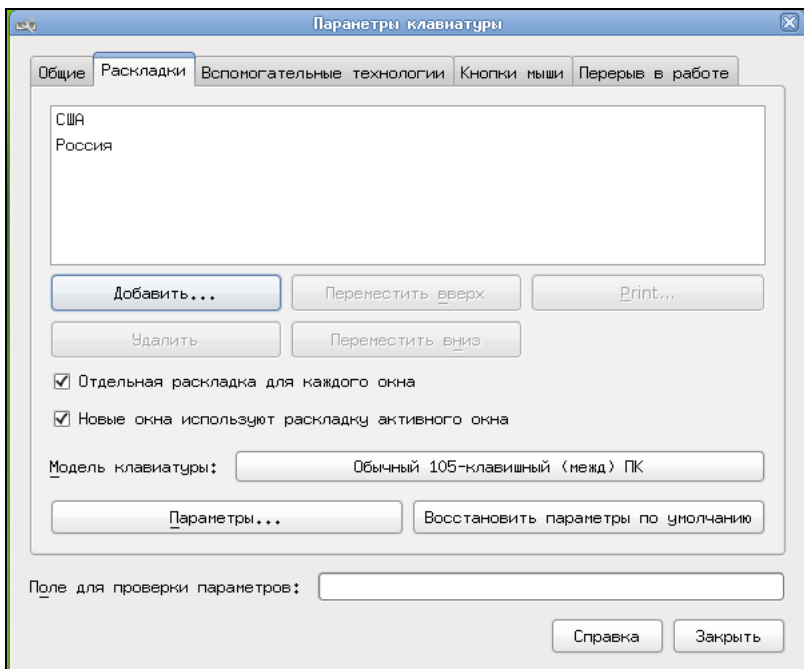 Параметры клавиатуры
Общие Раскладки Вспомогательные технологии Кнопки мыши Перерыв в работе
США
Россия
Добавить... Переместить вверх Print...
Удалить Переместить вниз
Отдельная раскладка для каждого окна
Новые окна используют раскладку активного окна
Модель клавиатуры: Обычный 105-клавишный (межд) ПК
Параметры... Восстановить параметры по умолчанию
Поле для проверки параметров:
Справка Закрыть